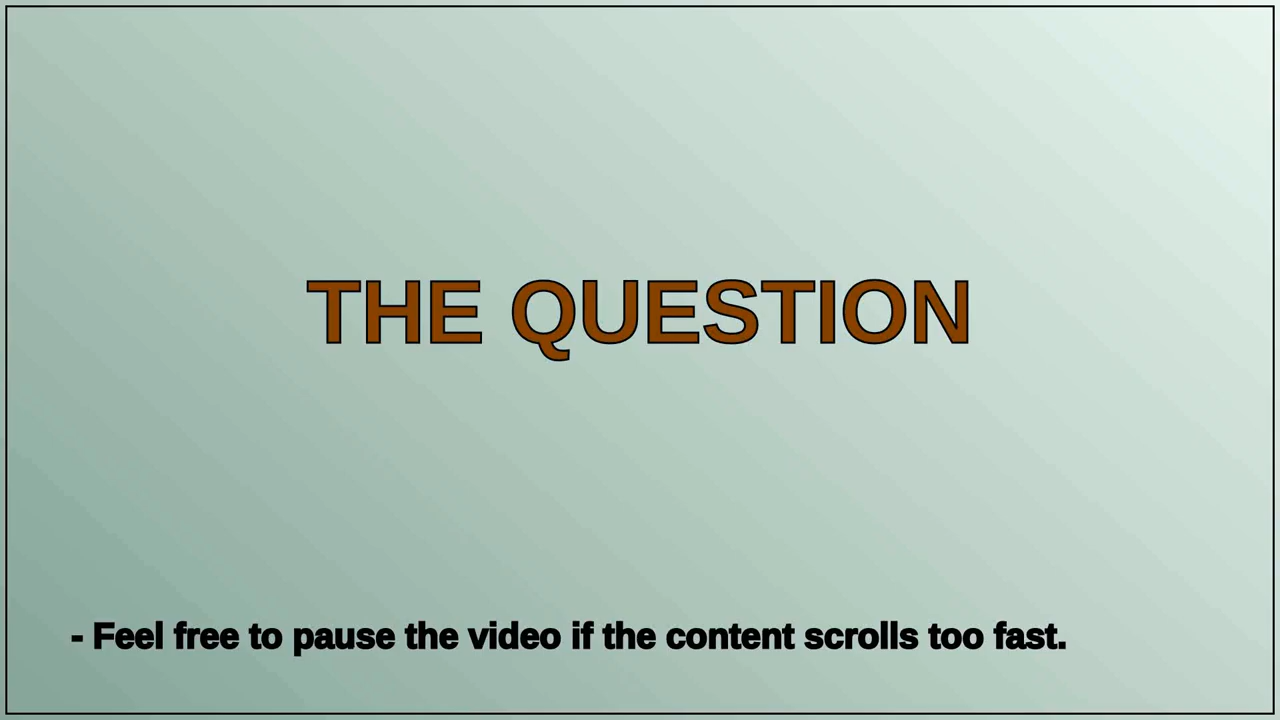 THE QUESTION
- Feel free to pause the video if the content scrolls too fast.